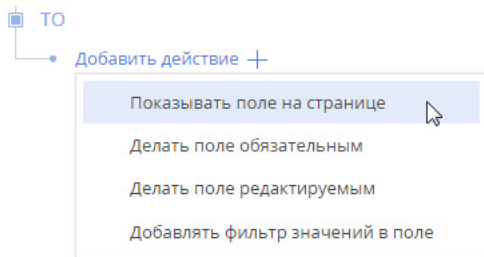 ТО
Добавить действие +
Показывать поле на странице
Делать поле обязательным
Делать поле редактируемым
Добавлять фильтр значений в поле